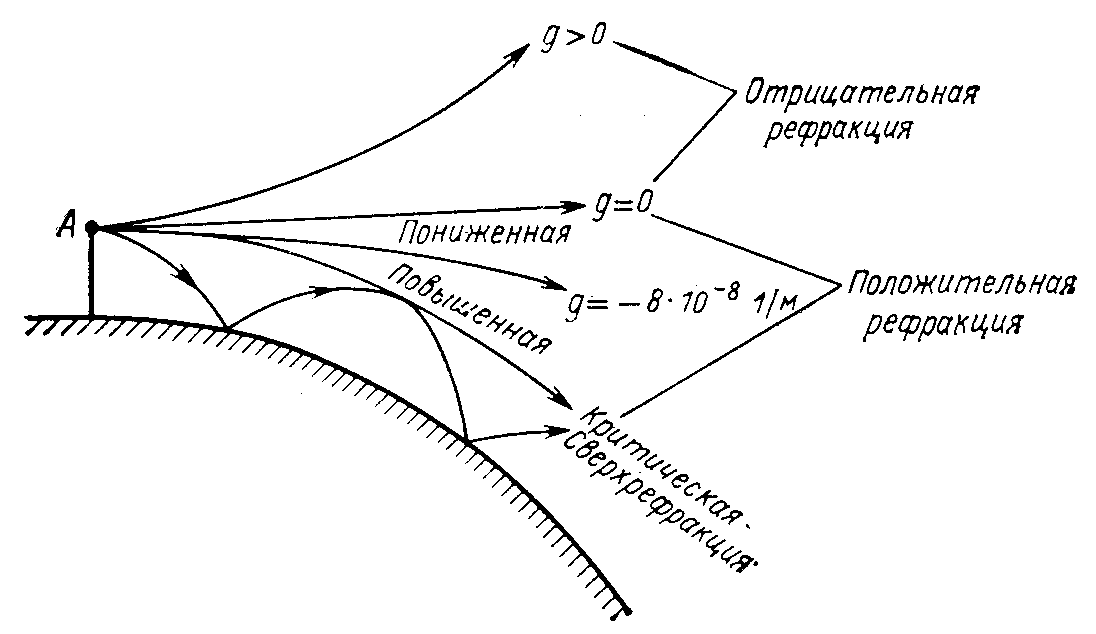 g > 0
Отрицательная
рефракция
A
g = 0
Пониженная
g = −8 · 10⁻⁸ 1/м
Положительная
рефракция
Повышенная
Критическая-
Сверхрефракция.